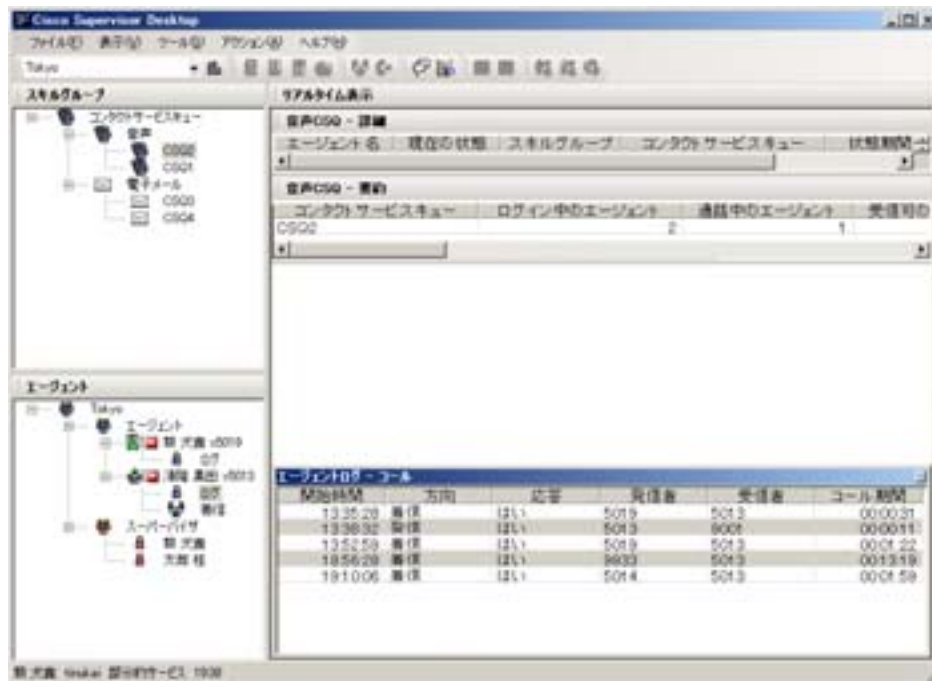 Cisco Supervisor Desktop
ファイル(F) 表示(V) ツール(T) アクション(A) ヘルプ(H)
Tokyo
スキルグループ
コンタクトサービスキュー
音声
CSQ2
CSQ1
電子メール
CSQ3
CSQ4
リアルタイム表示
音声CSQ - 詳細
エージェント名 現在の状態 スキルグループ コンタクトサービスキュー 状態期間
音声CSQ - 要約
コンタクトサービスキュー ログイン中のエージェント 通話中のエージェント 受信可の
CSQ2 2 1
エージェント
Tokyo
エージェント
x5019
ログ
x5013
ログ
着信
スーパーバイザ
エージェントログ - コール
開始時間 方向 応答 発信者 受信者 コール期間
13:35:28 着信 はい 5019 5013 00:00:31
13:38:32 発信 はい 5013 9001 00:00:11
13:52:59 着信 はい 5019 5013 00:01:22
18:56:28 着信 はい 9933 5013 00:13:19
19:10:06 着信 はい 5014 5013 00:01:59